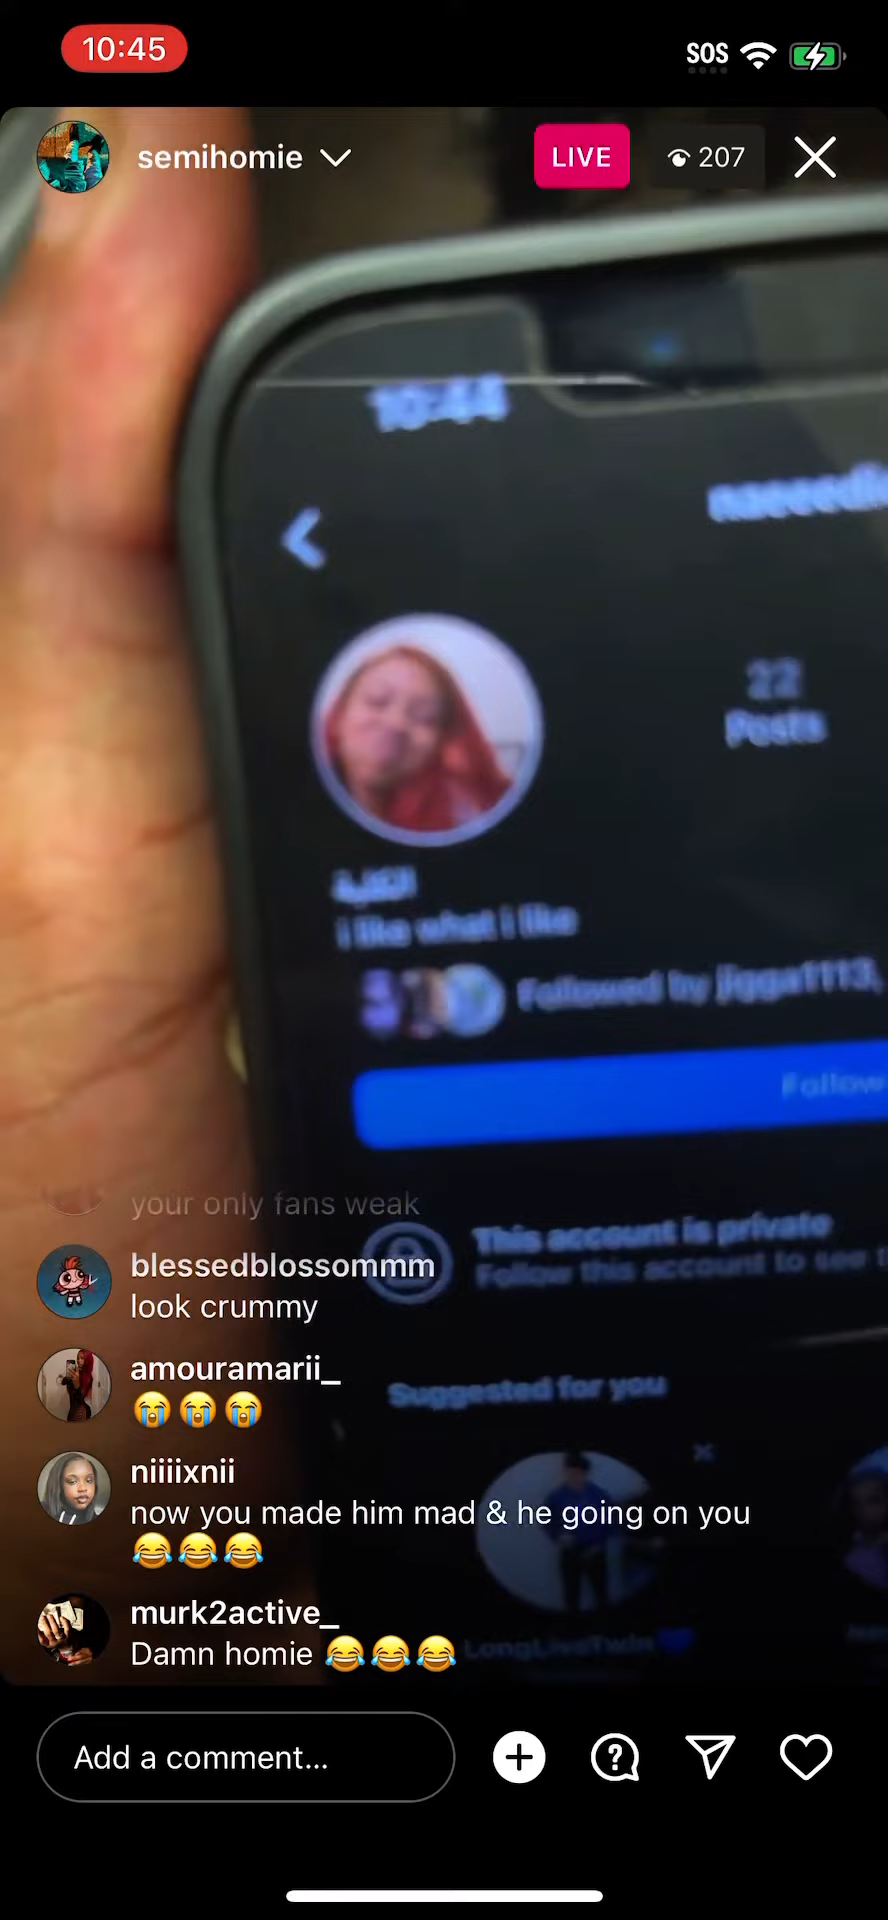 10:45
SOS
semihomie
LIVE
207
10:44
22
Posts
i like what i like
Followed by jigga1113,
Follow
your only fans weak
This account is private
Follow this account to see
blessedblossommm
look crummy
amouramarii_
😭😭😭
Suggested for you
niiiixnii
now you made him mad & he going on you
😂😂😂
murk2active_
Damn homie 😂😂😂
LongLiveTwin 💙
Add a comment...